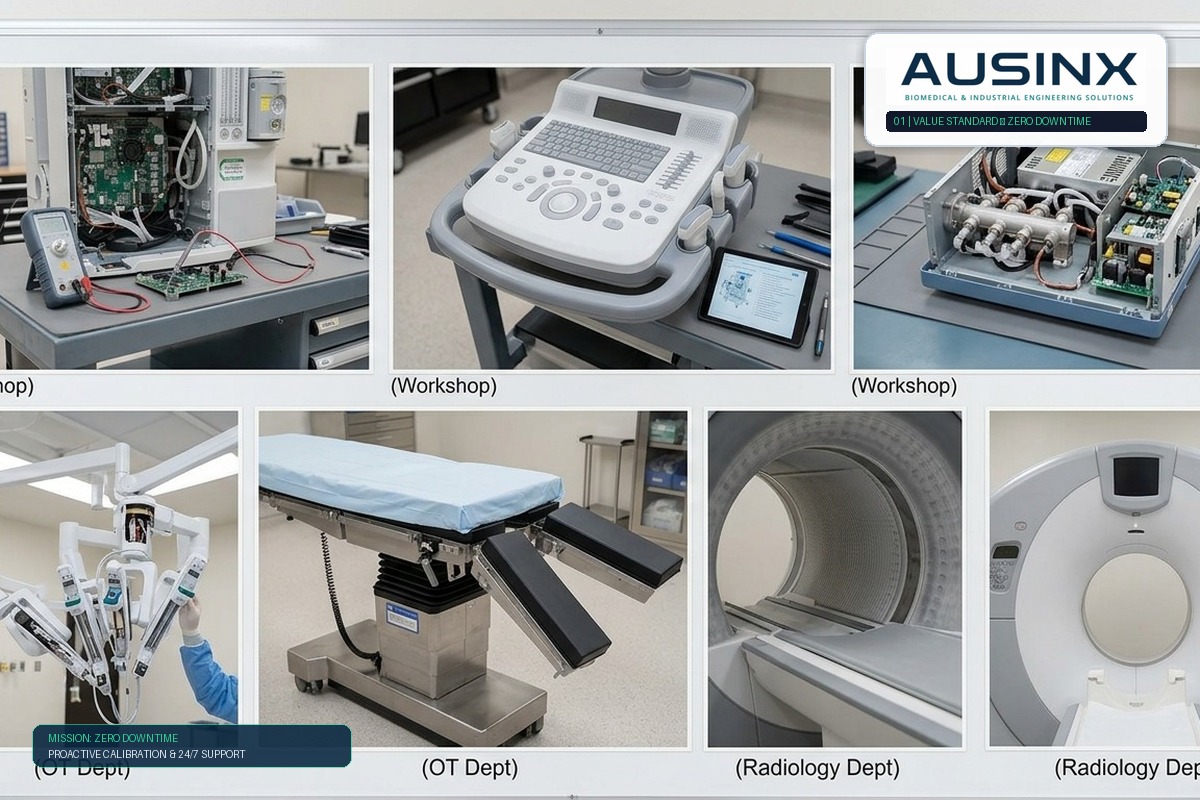 AUSINX
BIOMEDICAL & INDUSTRIAL ENGINEERING SOLUTIONS
01 | VALUE STANDARD▯ ZERO DOWNTIME
hop)
(Workshop)
(Workshop)
MISSION: ZERO DOWNTIME
PROACTIVE CALIBRATION & 24/7 SUPPORT
(OT Dept)
(OT Dept)
(Radiology Dept)
(Radiology Dep